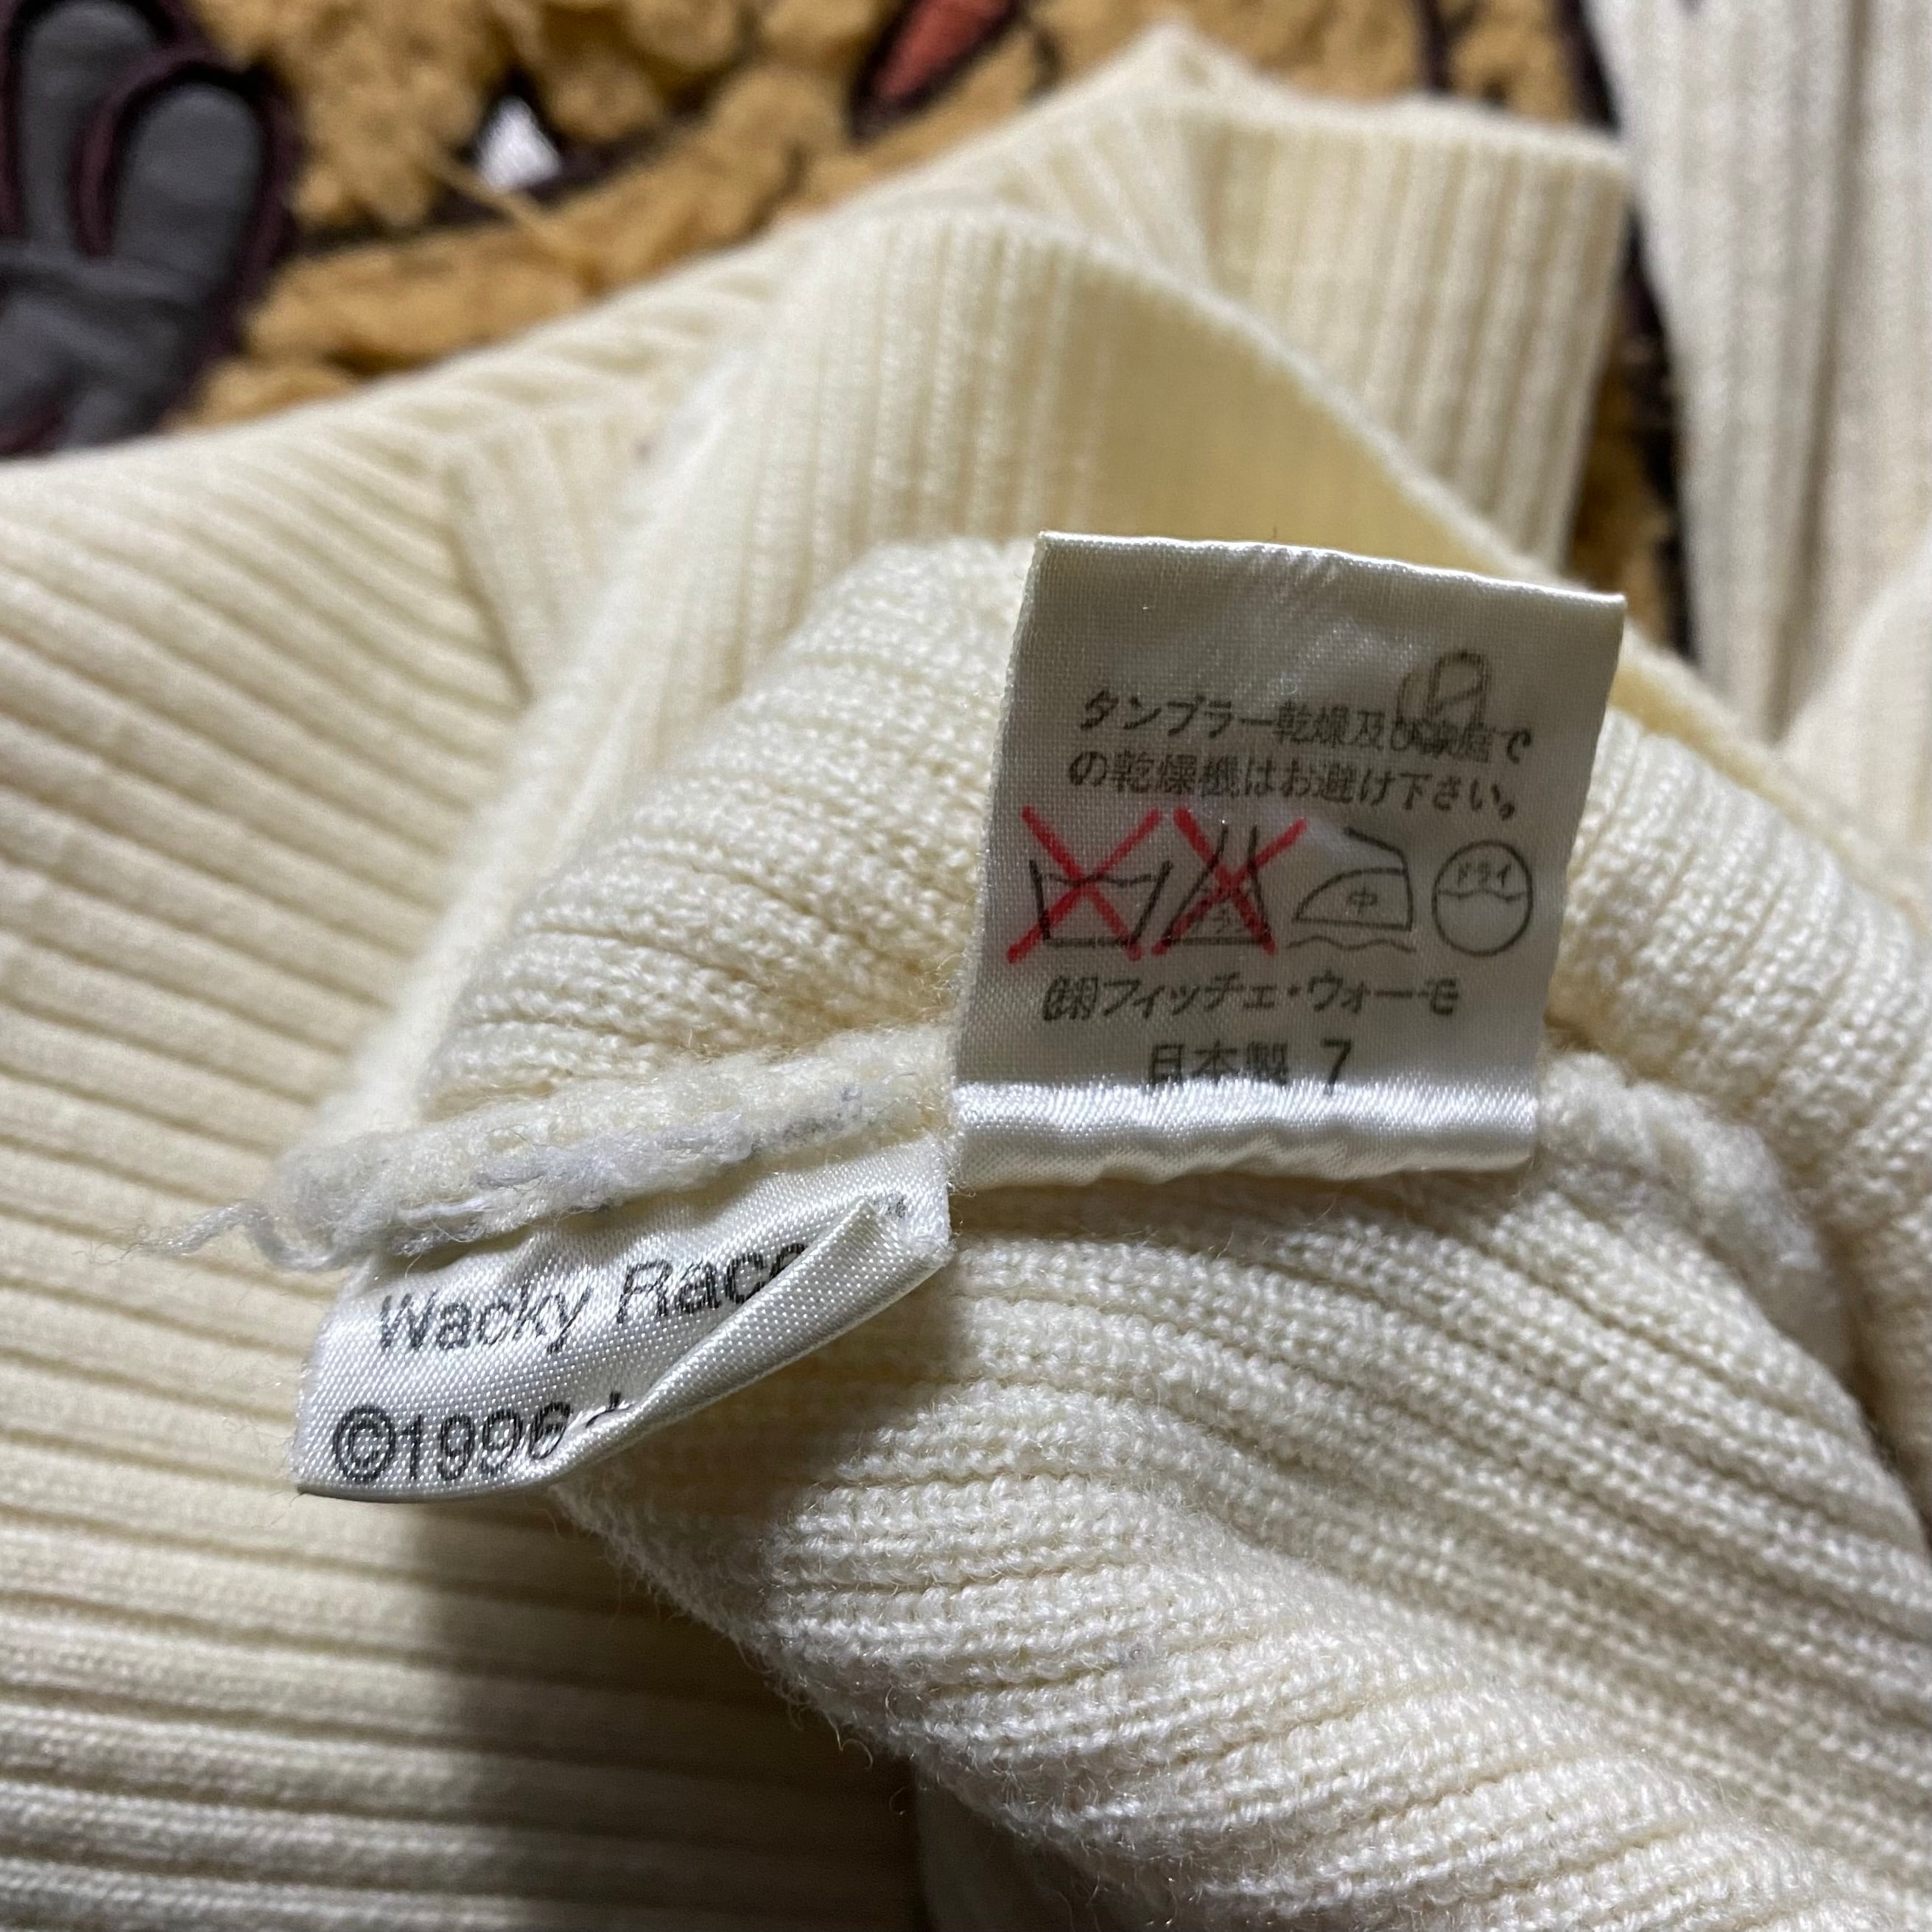 タンブラー乾燥及び家庭で
の乾燥機はお避け下さい。
中 ドライ
㈱フィッチェ・ウォーモ
日本製 7
Wacky Race
©1996